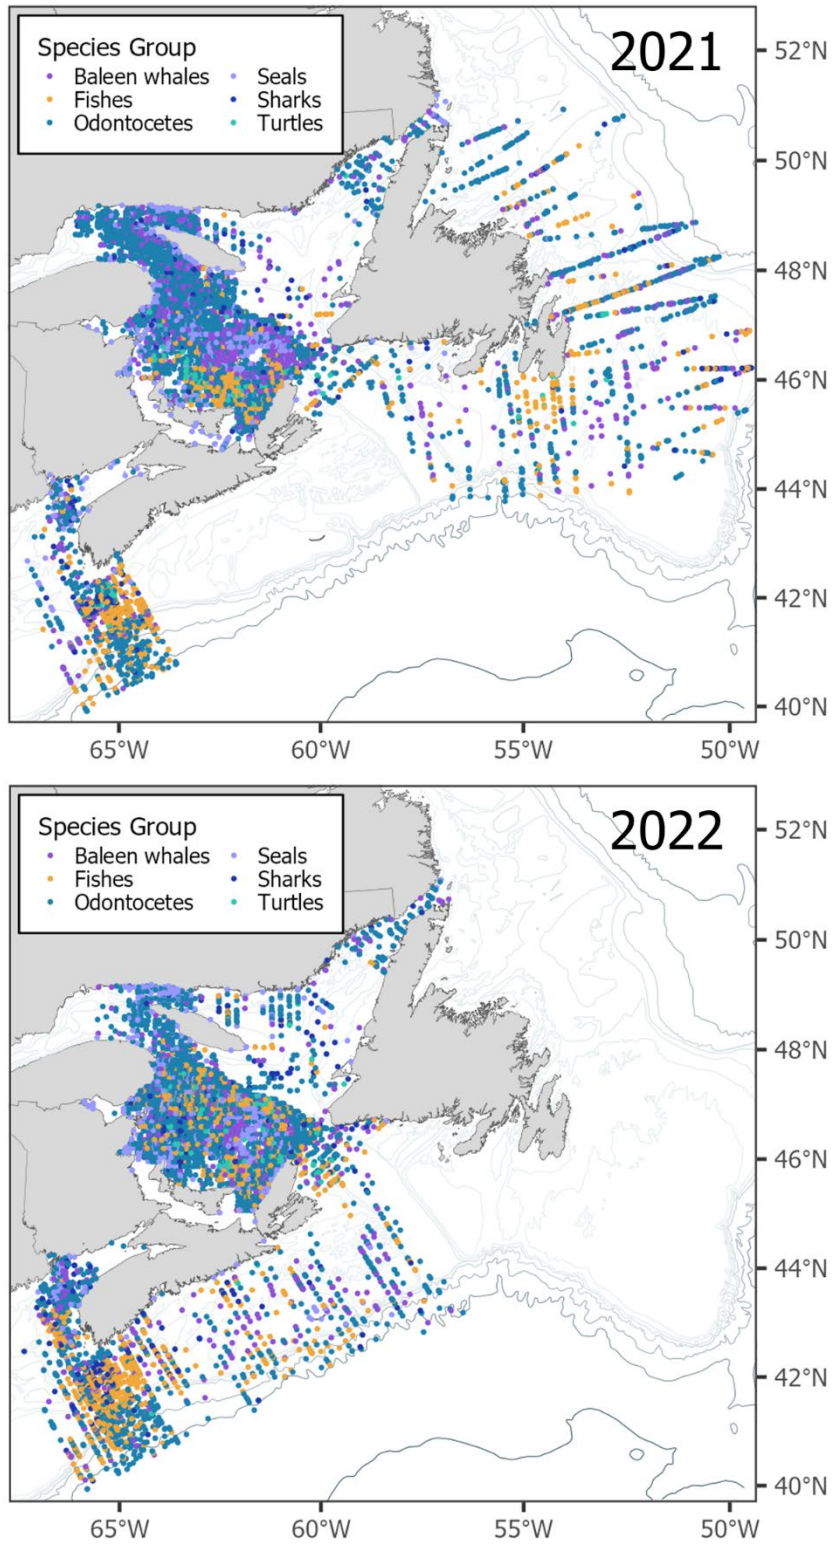 2021
Species Group
Baleen whales Seals
Fishes Sharks
Odontocetes Turtles
52°N
50°N
48°N
46°N
44°N
42°N
40°N
65°W 60°W 55°W 50°W
2022
Species Group
Baleen whales Seals
Fishes Sharks
Odontocetes Turtles
52°N
50°N
48°N
46°N
44°N
42°N
40°N
65°W 60°W 55°W 50°W